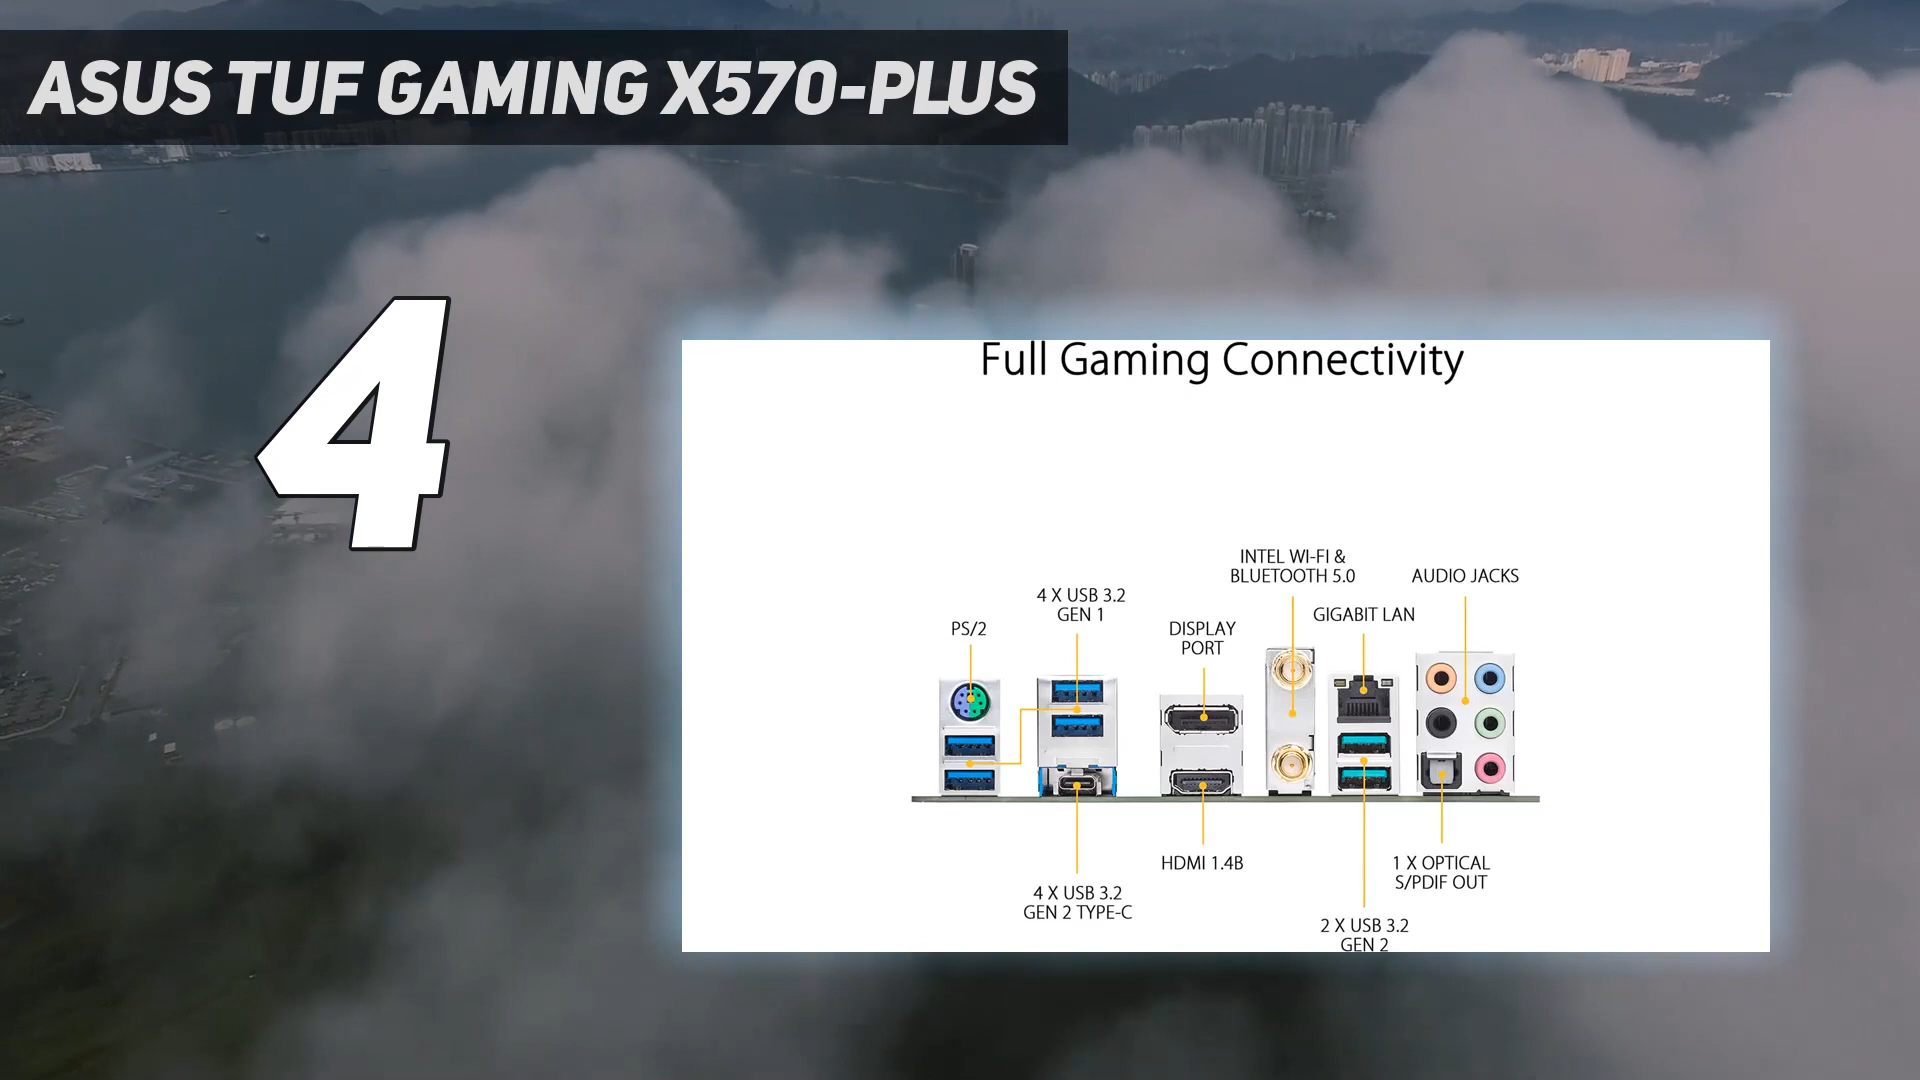 ASUS TUF GAMING X570-PLUS
4
Full Gaming Connectivity
INTEL WI-FI &
BLUETOOTH 5.0
AUDIO JACKS
4 X USB 3.2
GEN 1
GIGABIT LAN
PS/2
DISPLAY
PORT
HDMI 1.4B
1 X OPTICAL
S/PDIF OUT
4 X USB 3.2
GEN 2 TYPE-C
2 X USB 3.2
GEN 2